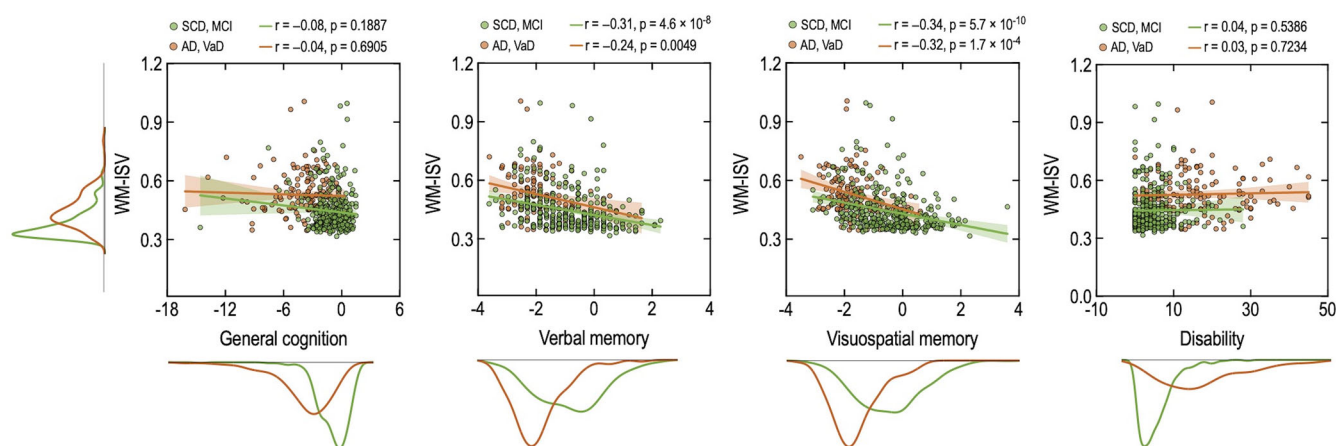 SCD, MCI r = –0.08, p = 0.1887
AD, VaD r = –0.04, p = 0.6905
WM-ISV
1.2
0.9
0.6
0.3
-18 -12 -6 0 6
General cognition
SCD, MCI r = –0.31, p = 4.6 × 10⁻⁸
AD, VaD r = –0.24, p = 0.0049
WM-ISV
1.2
0.9
0.6
0.3
-4 -2 0 2 4
Verbal memory
SCD, MCI r = –0.34, p = 5.7 × 10⁻¹⁰
AD, VaD r = –0.32, p = 1.7 × 10⁻⁴
WM-ISV
1.2
0.9
0.6
0.3
-4 -2 0 2 4
Visuospatial memory
SCD, MCI r = 0.04, p = 0.5386
AD, VaD r = 0.03, p = 0.7234
WM-ISV
1.2
0.9
0.6
0.3
0.0
-10 10 30 50
Disability